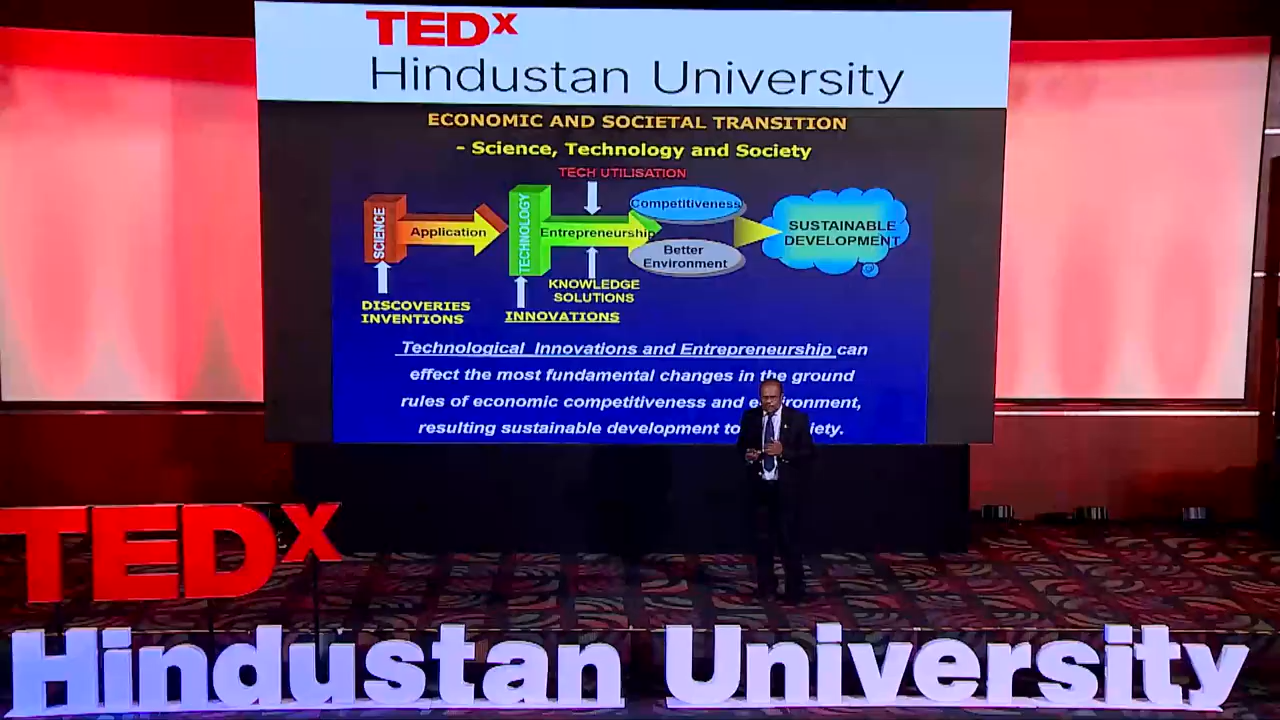 TEDx
Hindustan University
ECONOMIC AND SOCIETAL TRANSITION
- Science, Technology and Society
TECH UTILISATION
SCIENCE
Application
TECHNOLOGY
Entrepreneurship
Competitiveness
Better
Environment
SUSTAINABLE
DEVELOPMENT
DISCOVERIES
INVENTIONS
KNOWLEDGE
SOLUTIONS
INNOVATIONS
Technological Innovations and Entrepreneurship can
effect the most fundamental changes in the ground
rules of economic competitiveness and environment,
resulting sustainable development to
TEDx
Hindustan University